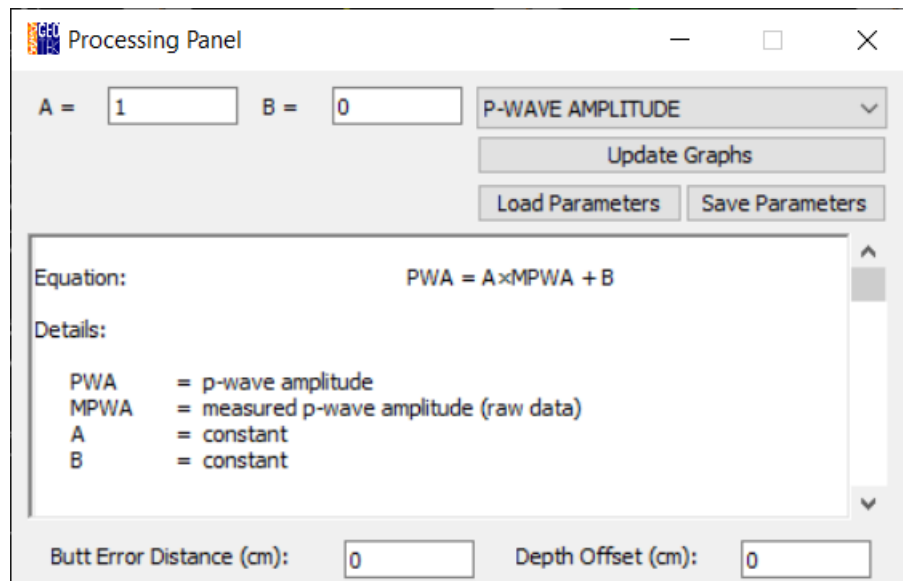 GEOTEK Processing Panel
A = 1 B = 0 P-WAVE AMPLITUDE
Update Graphs
Load Parameters Save Parameters
Equation: PWA = A×MPWA + B
Details:
PWA = p-wave amplitude
MPWA = measured p-wave amplitude (raw data)
A = constant
B = constant
Butt Error Distance (cm): 0 Depth Offset (cm): 0